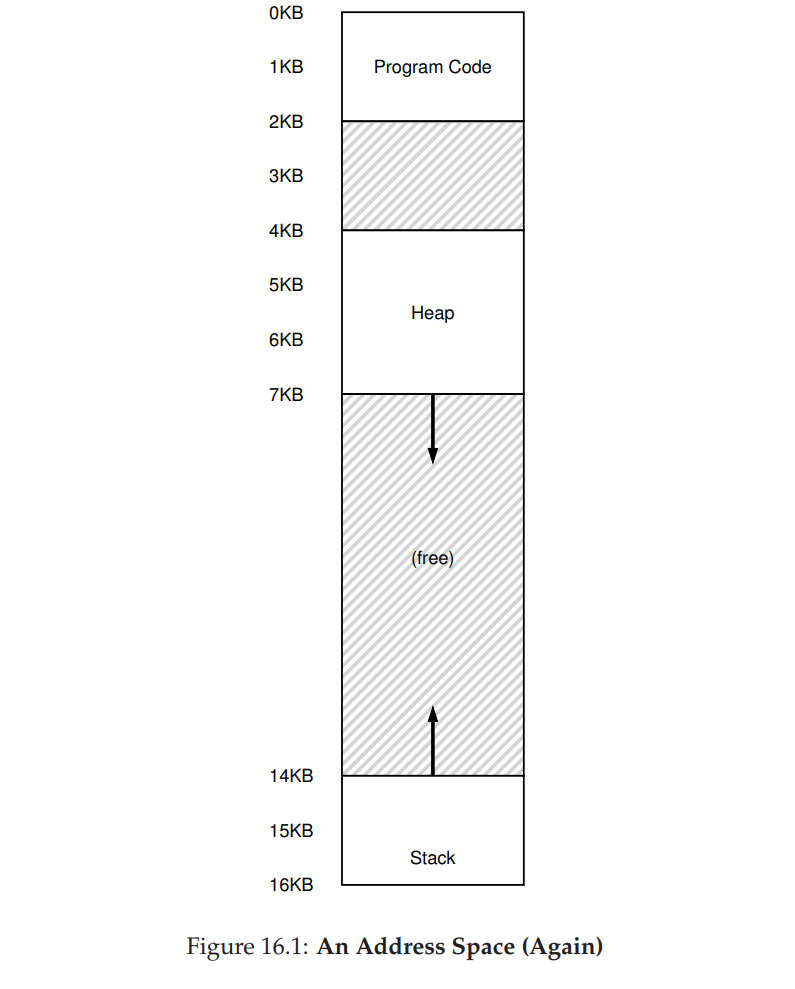 0KB
1KB
Program Code
2KB
3KB
4KB
5KB
Heap
6KB
7KB
(free)
14KB
15KB
Stack
16KB
Figure 16.1: An Address Space (Again)